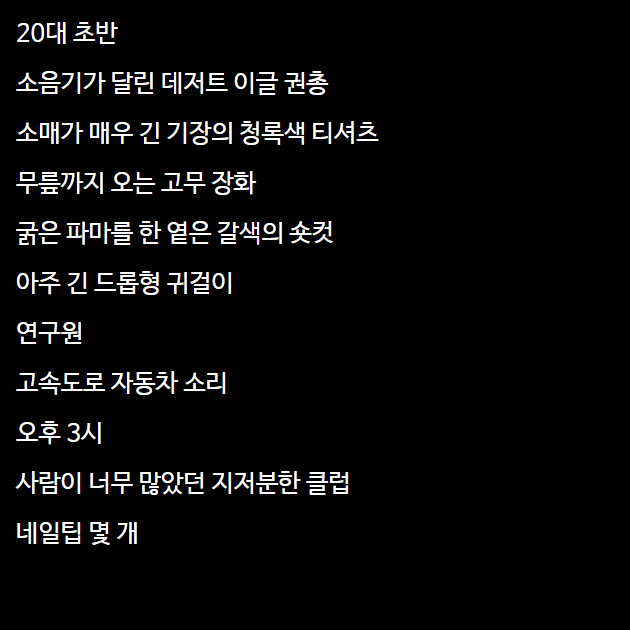 20대 초반
소음기가 달린 데저트 이글 권총
소매가 매우 긴 기장의 청록색 티셔츠
무릎까지 오는 고무 장화
굵은 파마를 한 옅은 갈색의 숏컷
아주 긴 드롭형 귀걸이
연구원
고속도로 자동차 소리
오후 3시
사람이 너무 많았던 지저분한 클럽
네일팁 몇 개